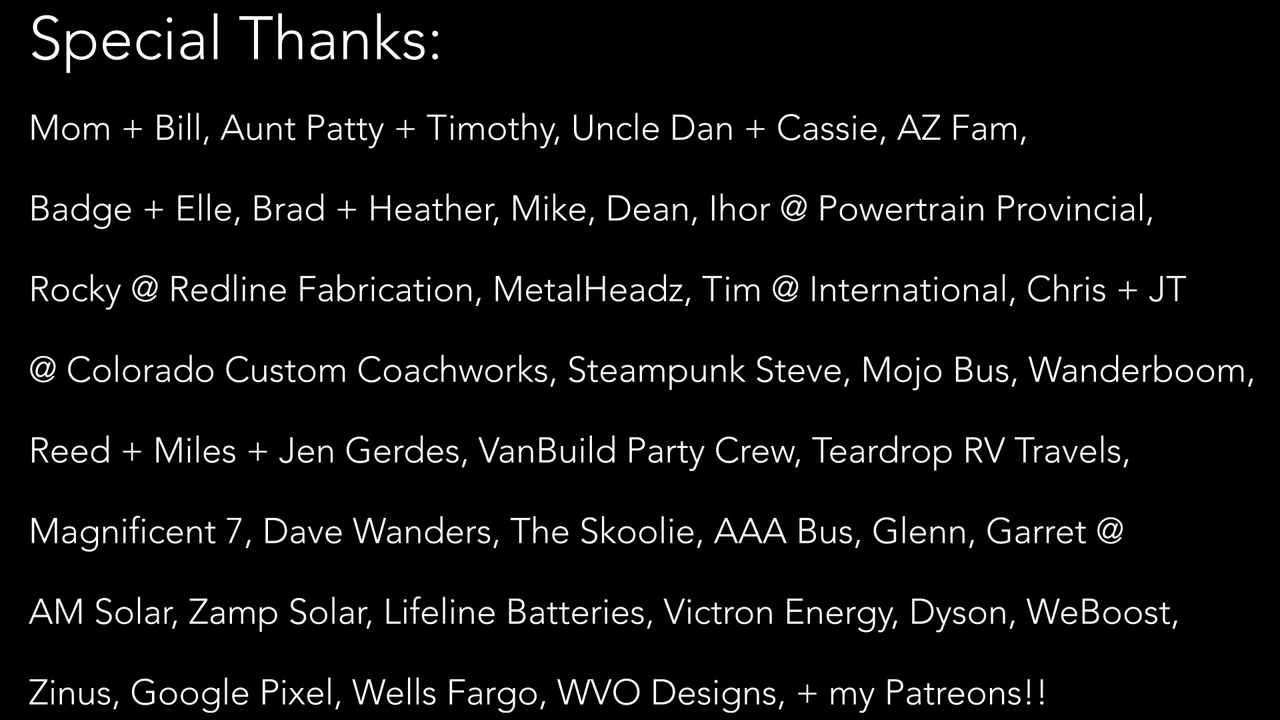 Special Thanks:
Mom + Bill, Aunt Patty + Timothy, Uncle Dan + Cassie, AZ Fam,
Badge + Elle, Brad + Heather, Mike, Dean, Ihor @ Powertrain Provincial,
Rocky @ Redline Fabrication, MetalHeadz, Tim @ International, Chris + JT
@ Colorado Custom Coachworks, Steampunk Steve, Mojo Bus, Wanderboom,
Reed + Miles + Jen Gerdes, VanBuild Party Crew, Teardrop RV Travels,
Magnificent 7, Dave Wanders, The Skoolie, AAA Bus, Glenn, Garret @
AM Solar, Zamp Solar, Lifeline Batteries, Victron Energy, Dyson, WeBoost,
Zinus, Google Pixel, Wells Fargo, WVO Designs, + my Patreons!!